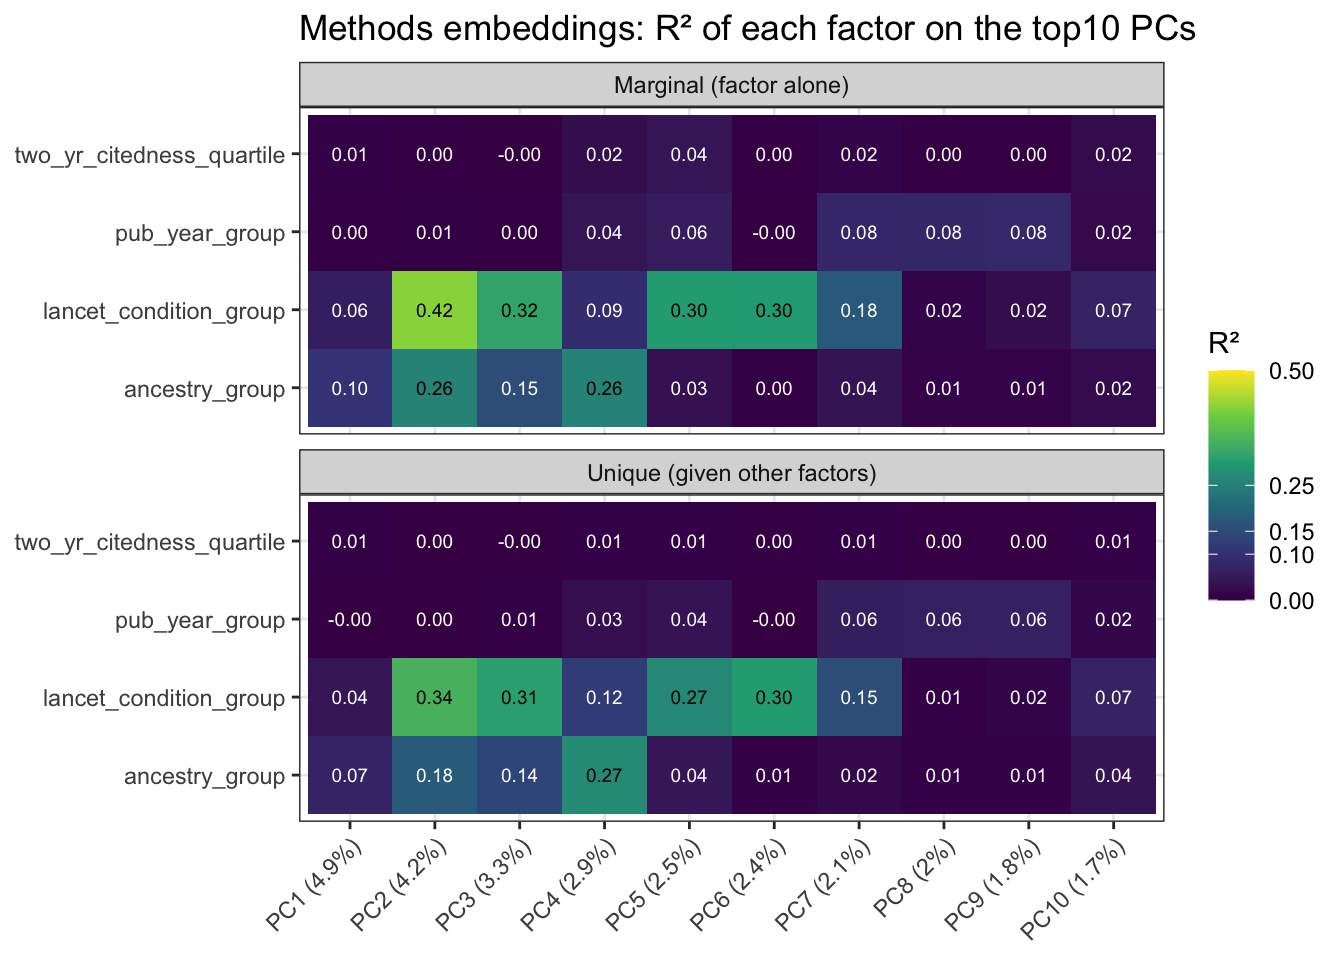 Methods embeddings: R² of each factor on the top10 PCs
Marginal (factor alone)
two_yr_citedness_quartile 0.01 0.00 -0.00 0.02 0.04 0.00 0.02 0.00 0.00 0.02
pub_year_group 0.00 0.01 0.00 0.04 0.06 -0.00 0.08 0.08 0.08 0.02
lancet_condition_group 0.06 0.42 0.32 0.09 0.30 0.30 0.18 0.02 0.02 0.07
ancestry_group 0.10 0.26 0.15 0.26 0.03 0.00 0.04 0.01 0.01 0.02
Unique (given other factors)
two_yr_citedness_quartile 0.01 0.00 -0.00 0.01 0.01 0.00 0.01 0.00 0.00 0.01
pub_year_group -0.00 0.00 0.01 0.03 0.04 -0.00 0.06 0.06 0.06 0.02
lancet_condition_group 0.04 0.34 0.31 0.12 0.27 0.30 0.15 0.01 0.02 0.07
ancestry_group 0.07 0.18 0.14 0.27 0.04 0.01 0.02 0.01 0.01 0.04
PC1 (4.9%) PC2 (4.2%) PC3 (3.3%) PC4 (2.9%) PC5 (2.5%) PC6 (2.4%) PC7 (2.1%) PC8 (2%) PC9 (1.8%) PC10 (1.7%)
R²
0.50
0.25
0.15
0.10
0.00